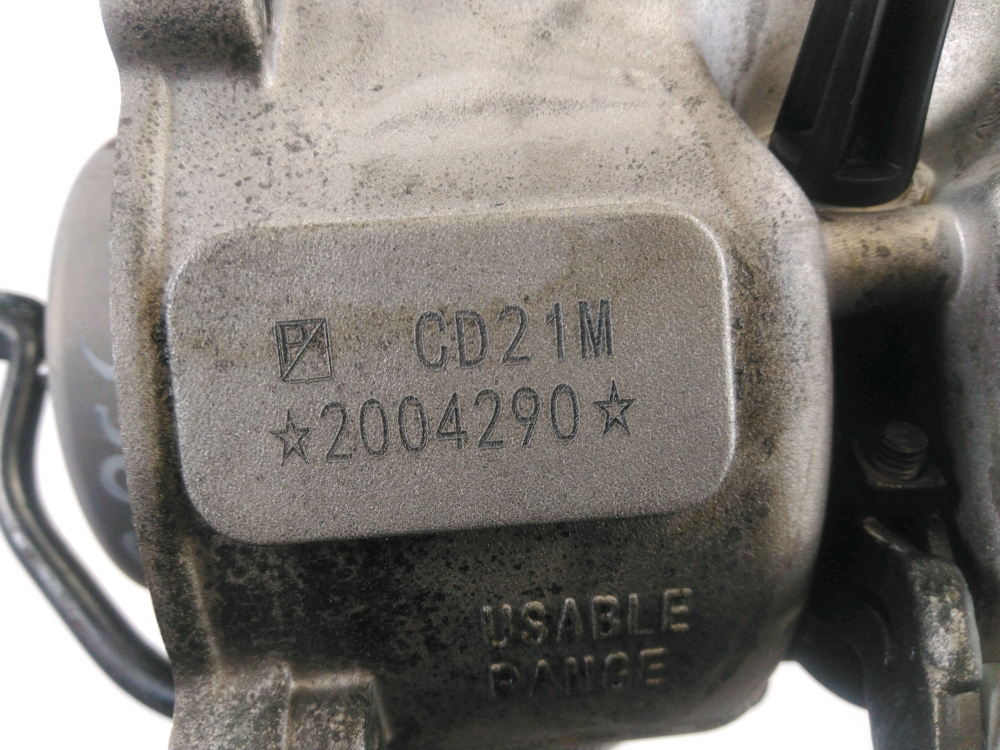 P CD21M
☆2004290☆
USABLE
RANGE